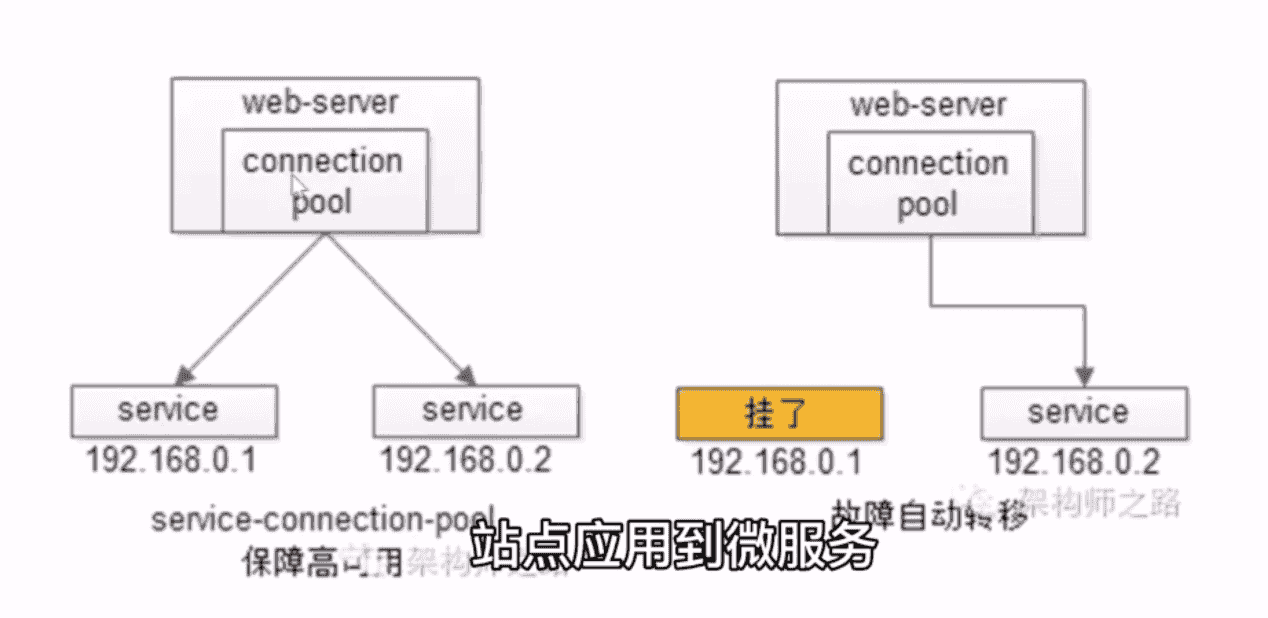 web-server
connection
pool
service
192.168.0.1
service
192.168.0.2
service-connection-pool
保障高可用
web-server
connection
pool
挂了
192.168.0.1
service
192.168.0.2
故障自动转移
架构师之路
站点应用到微服务